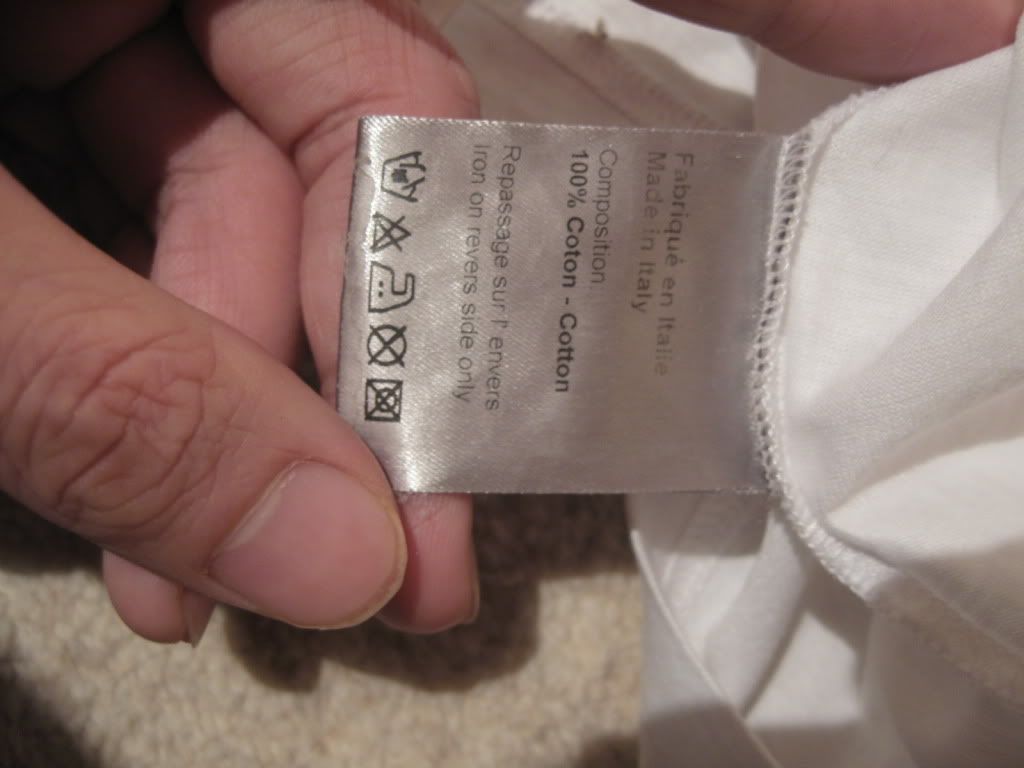 Fabriqué en Italie
Made in Italy
Composition
100% Coton - Cotton
Repassage sur l' envers
Iron on revers side only